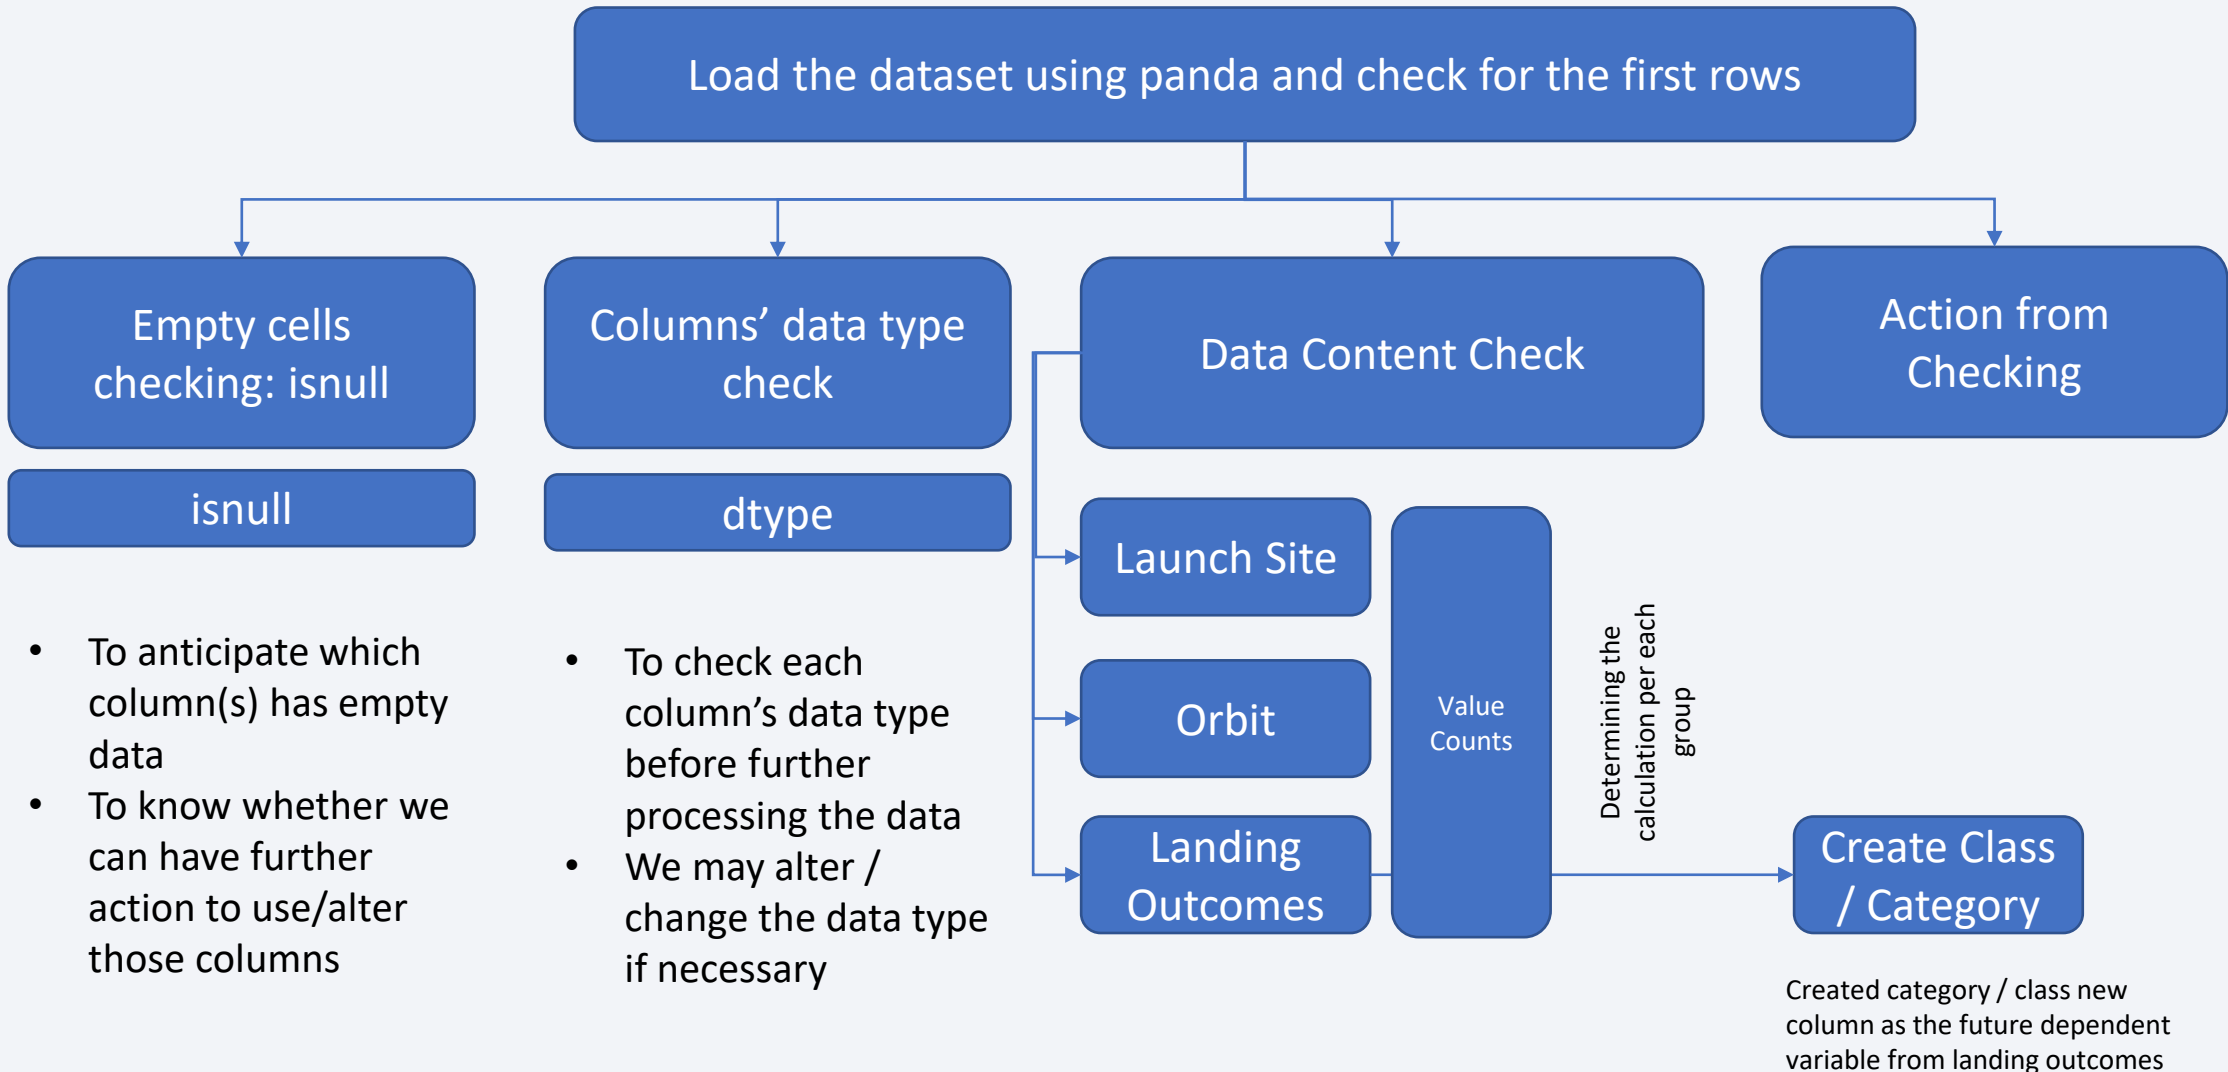 Load the dataset using panda and check for the first rows
Empty cells
checking: isnull
Columns’ data type
check
Data Content Check
Action from
Checking
isnull
dtype
• To anticipate which
column(s) has empty
data
• To know whether we
can have further
action to use/alter
those columns
• To check each
column’s data type
before further
processing the data
• We may alter /
change the data type
if necessary
Launch Site
Orbit
Landing
Outcomes
Value
Counts
Determining the
calculation per each
group
Create Class
/ Category
Created category / class new
column as the future dependent
variable from landing outcomes